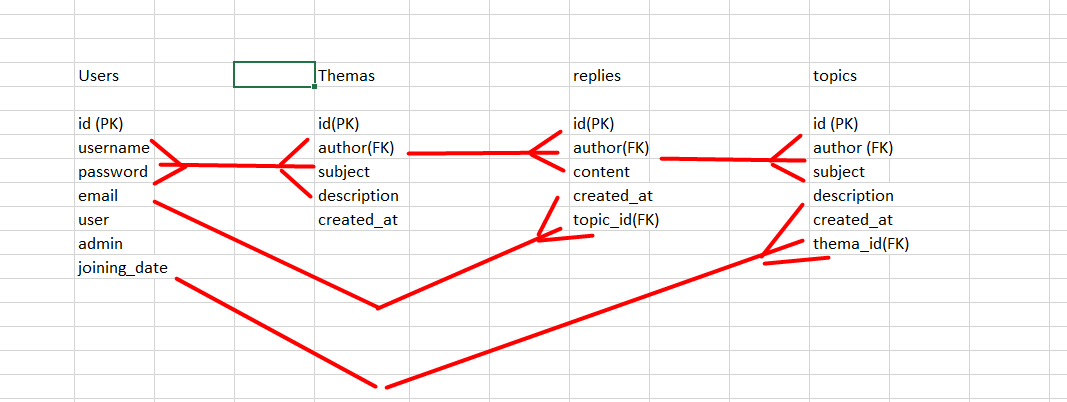 Users
Themas
replies
topics
id (PK)
id(PK)
id(PK)
id (PK)
username
author(FK)
author(FK)
author (FK)
password
subject
content
subject
email
description
created_at
description
user
created_at
topic_id(FK)
created_at
admin
thema_id(FK)
joining_date